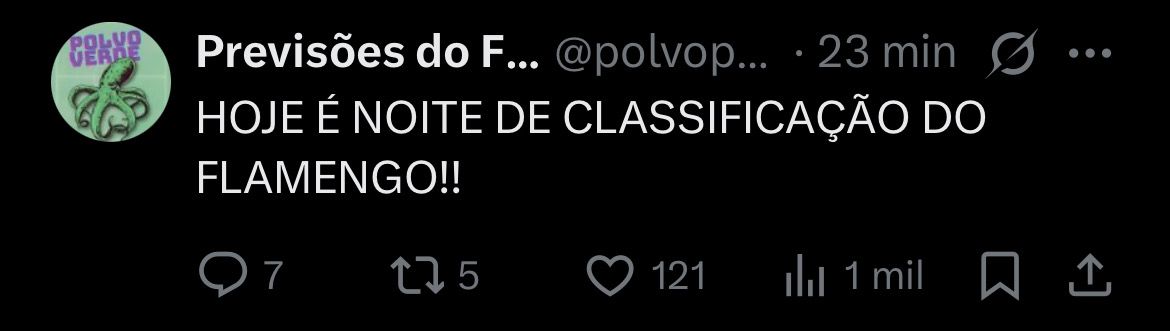 POLVO
VERDE
Previsões do F... @polvop... · 23 min
HOJE É NOITE DE CLASSIFICAÇÃO DO
FLAMENGO!!
7 5 121 1 mil